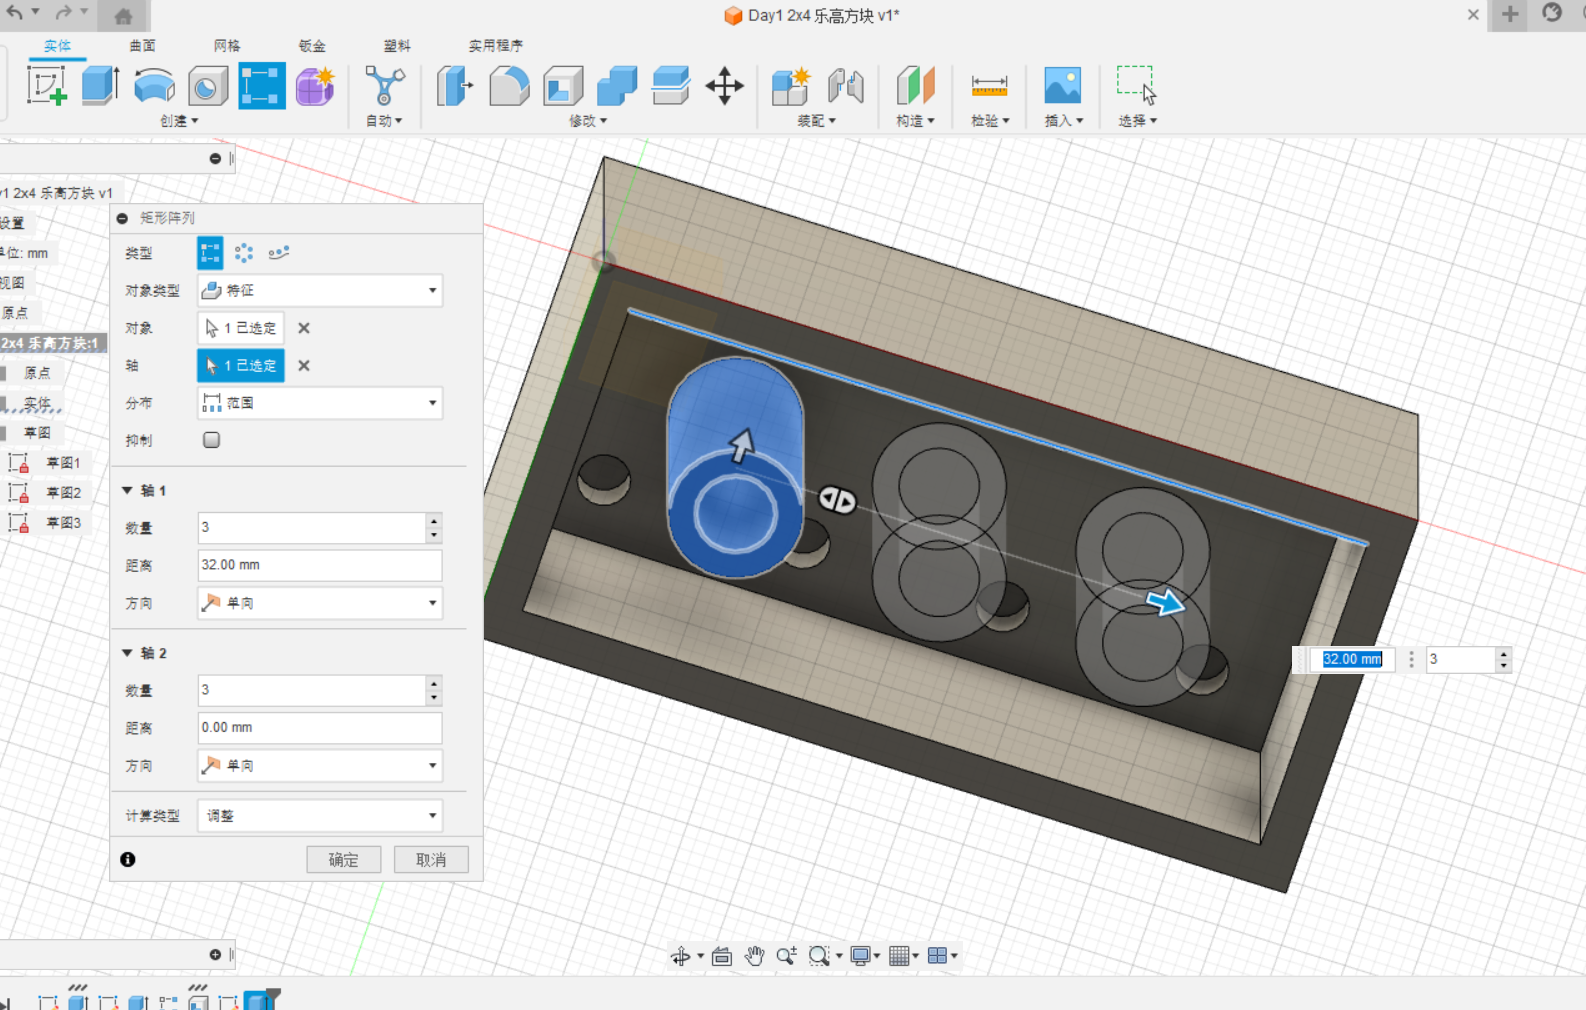 Day1 2x4 乐高方块 v1*
实体 曲面 网格 钣金 塑料 实用程序
创建 自动 修改 装配 构造 检验 插入 选择
1 2x4 乐高方块 v1
设置
单位: mm
视图
原点
2x4 乐高方块:1
原点
实体
草图
草图1
草图2
草图3
矩形阵列
类型
对象类型 特征
对象 1 已选定
轴 1 已选定
分布 范围
抑制
轴 1
数量 3
距离 32.00 mm
方向 单向
轴 2
数量 3
距离 0.00 mm
方向 单向
计算类型 调整
确定 取消
32.00 mm 3